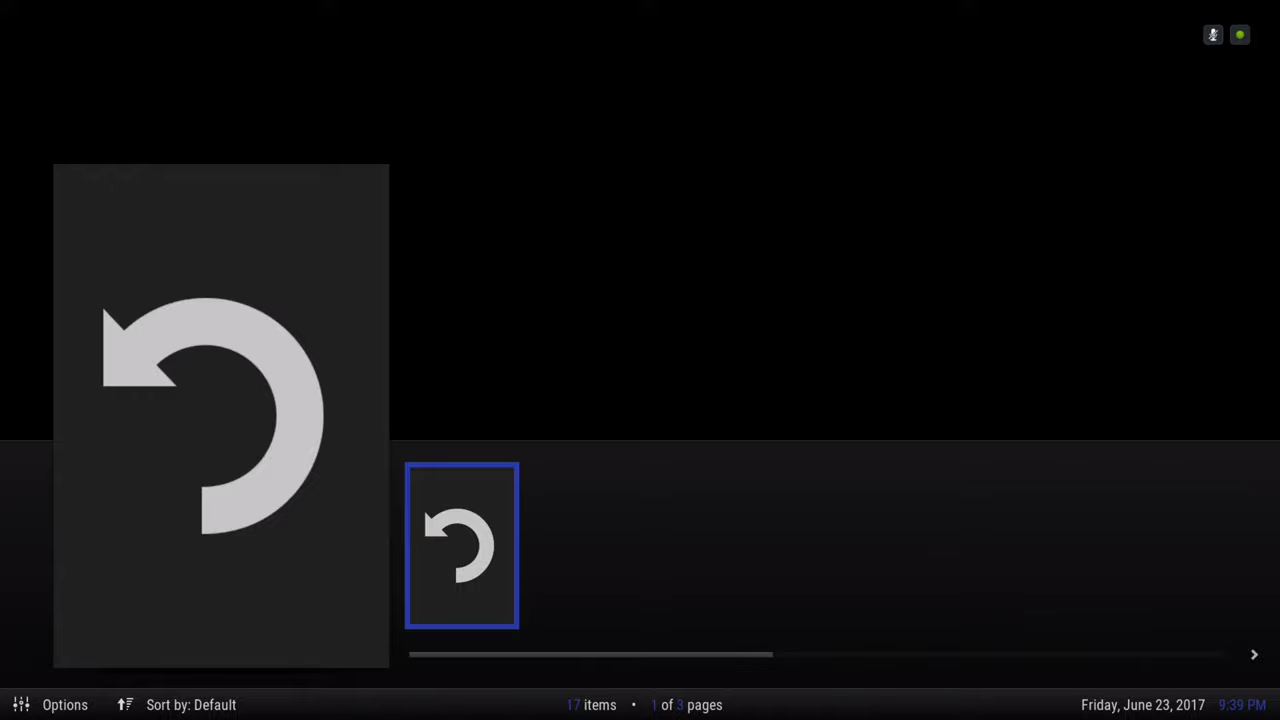 Options
Sort by: Default
17 items • 1 of 3 pages
Friday, June 23, 2017 9:39 PM